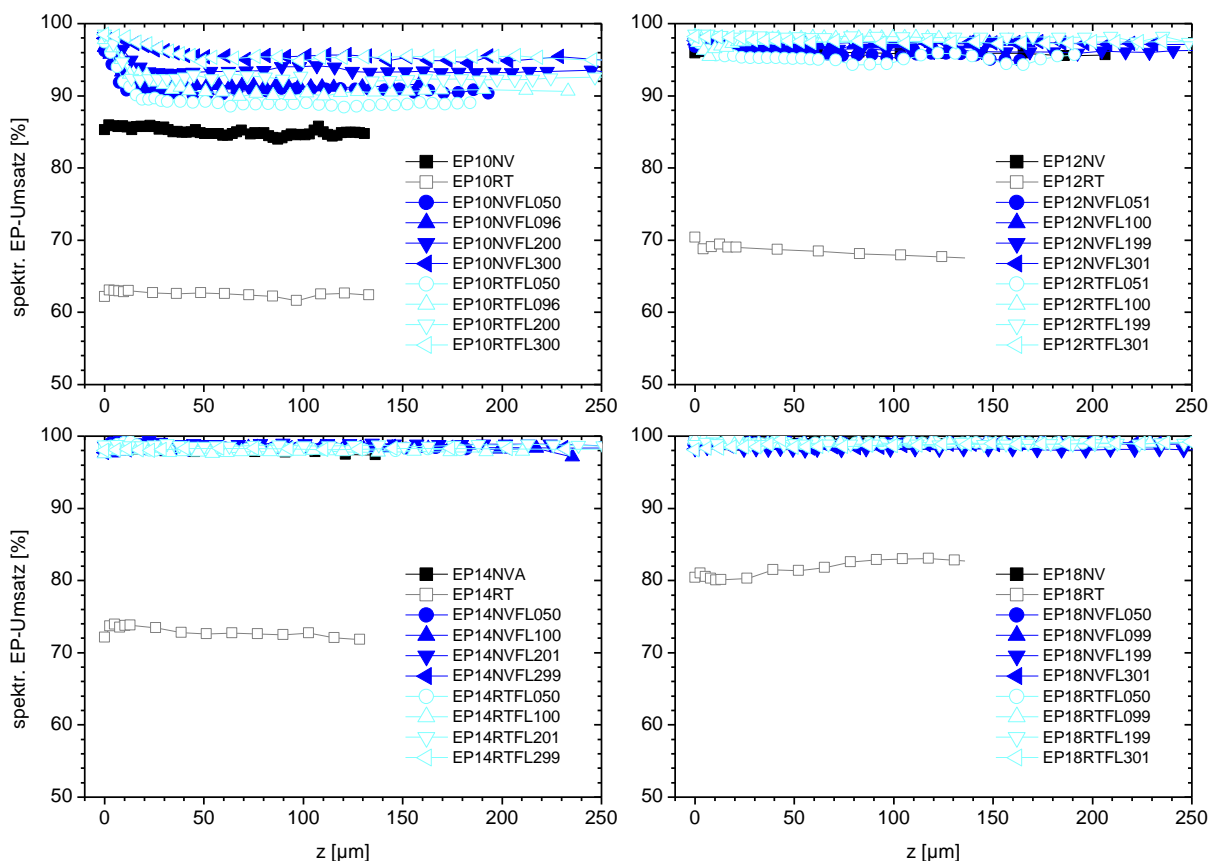 spektr. EP-Umsatz [%]
100
90
80
70
60
50
0
50
100
150
200
250
EP10NV
EP10RT
EP10NVFL050
EP10NVFL096
EP10NVFL200
EP10NVFL300
EP10RTFL050
EP10RTFL096
EP10RTFL200
EP10RTFL300
100
90
80
70
60
50
0
50
100
150
200
250
EP12NV
EP12RT
EP12NVFL051
EP12NVFL100
EP12NVFL199
EP12NVFL301
EP12RTFL051
EP12RTFL100
EP12RTFL199
EP12RTFL301
spektr. EP-Umsatz [%]
100
90
80
70
60
50
0
50
100
150
200
250
z [µm]
EP14NVA
EP14RT
EP14NVFL050
EP14NVFL100
EP14NVFL201
EP14NVFL299
EP14RTFL050
EP14RTFL100
EP14RTFL201
EP14RTFL299
100
90
80
70
60
50
0
50
100
150
200
250
z [µm]
EP18NV
EP18RT
EP18NVFL050
EP18NVFL099
EP18NVFL199
EP18NVFL301
EP18RTFL050
EP18RTFL099
EP18RTFL199
EP18RTFL301